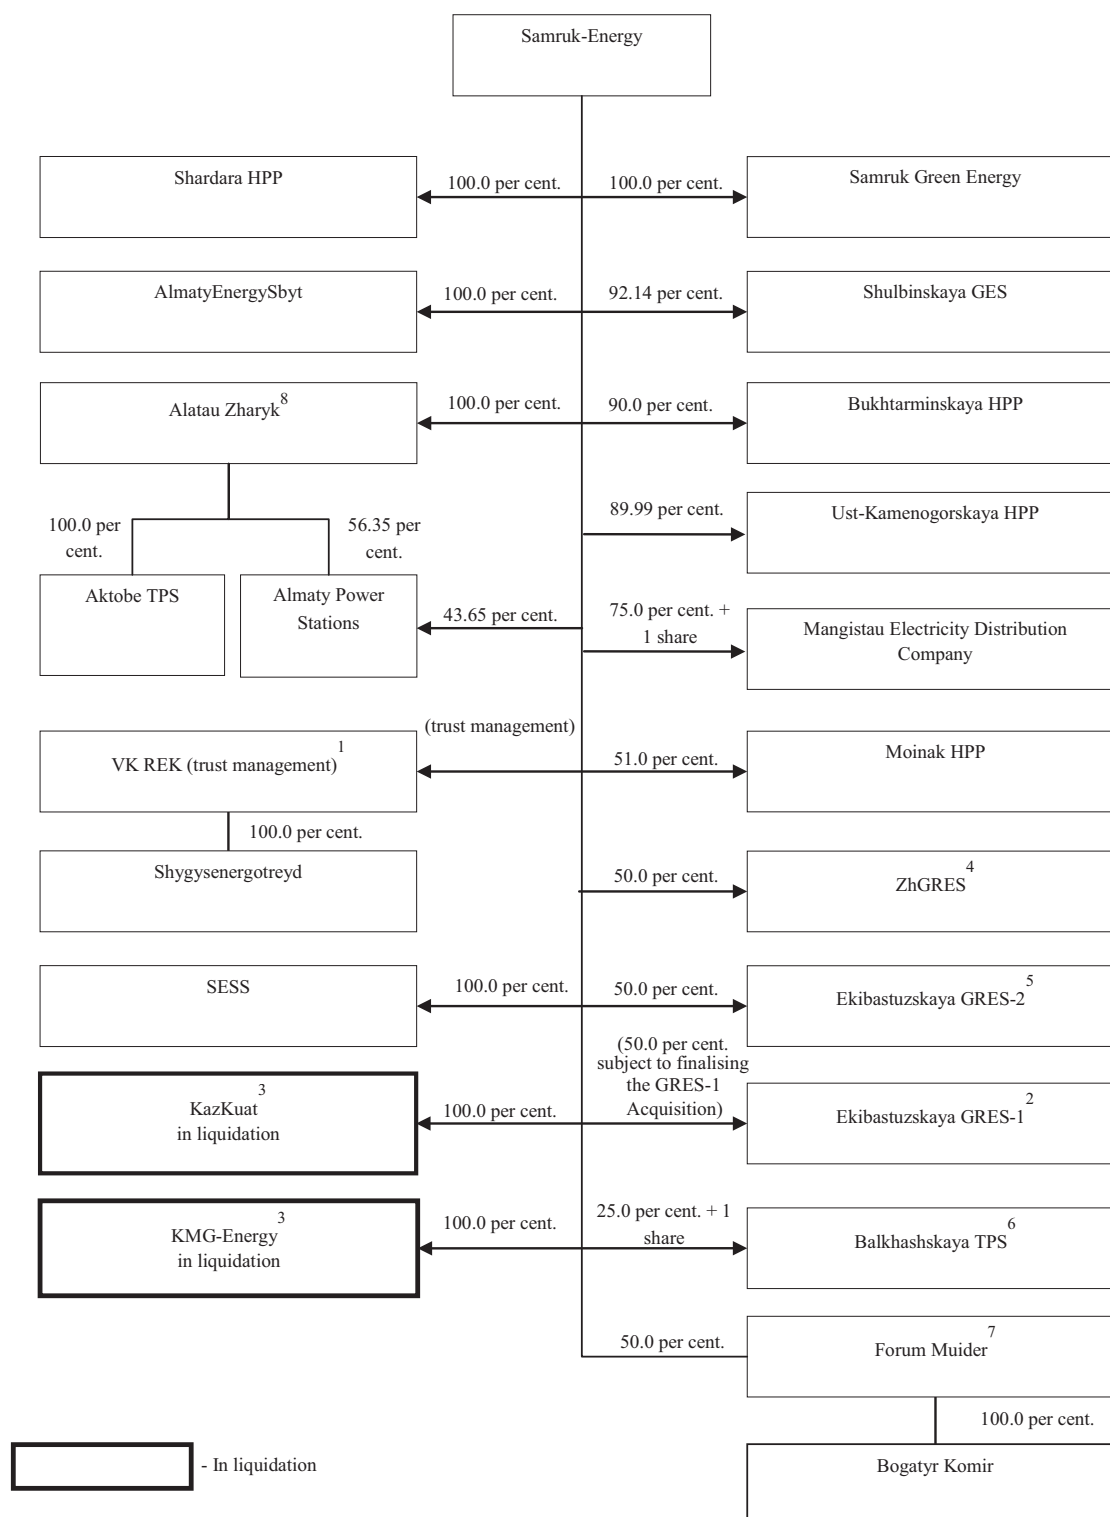 Samruk-Energy
Shardara HPP
100.0 per cent.
100.0 per cent.
Samruk Green Energy
AlmatyEnergySbyt
100.0 per cent.
92.14 per cent.
Shulbinskaya GES
Alatau Zharyk8
100.0 per cent.
90.0 per cent.
Bukhtarminskaya HPP
100.0 per
cent.
56.35 per
cent.
89.99 per cent.
Ust-Kamenogorskaya HPP
Aktobe TPS
Almaty Power
Stations
43.65 per cent.
75.0 per cent. +
1 share
Mangistau Electricity Distribution
Company
(trust management)
VK REK (trust management)1
51.0 per cent.
Moinak HPP
100.0 per cent.
Shygysenergotreyd
50.0 per cent.
ZhGRES4
SESS
100.0 per cent.
50.0 per cent.
Ekibastuzskaya GRES-25
(50.0 per cent.
subject to finalising
the GRES-1
Acquisition)
KazKuat3
in liquidation
100.0 per cent.
Ekibastuzskaya GRES-12
KMG-Energy3
in liquidation
100.0 per cent.
25.0 per cent. + 1
share
Balkhashskaya TPS6
50.0 per cent.
Forum Muider7
100.0 per cent.
- In liquidation
Bogatyr Komir